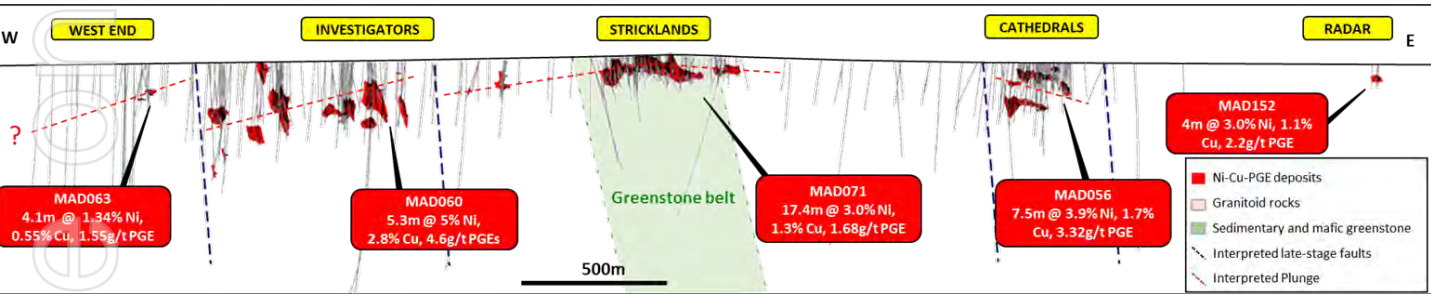 W
WEST END
INVESTIGATORS
STRICKLANDS
CATHEDRALS
RADAR
E
?
MAD063
4.1m @ 1.34% Ni,
0.55% Cu, 1.55g/t PGE
MAD060
5.3m @ 5% Ni,
2.8% Cu, 4.6g/t PGEs
Greenstone belt
500m
MAD071
17.4m @ 3.0% Ni,
1.3% Cu, 1.68g/t PGE
MAD056
7.5m @ 3.9% Ni, 1.7%
Cu, 3.32g/t PGE
MAD152
4m @ 3.0% Ni, 1.1%
Cu, 2.2g/t PGE
Ni-Cu-PGE deposits
Granitoid rocks
Sedimentary and mafic greenstone
Interpreted late-stage faults
Interpreted Plunge